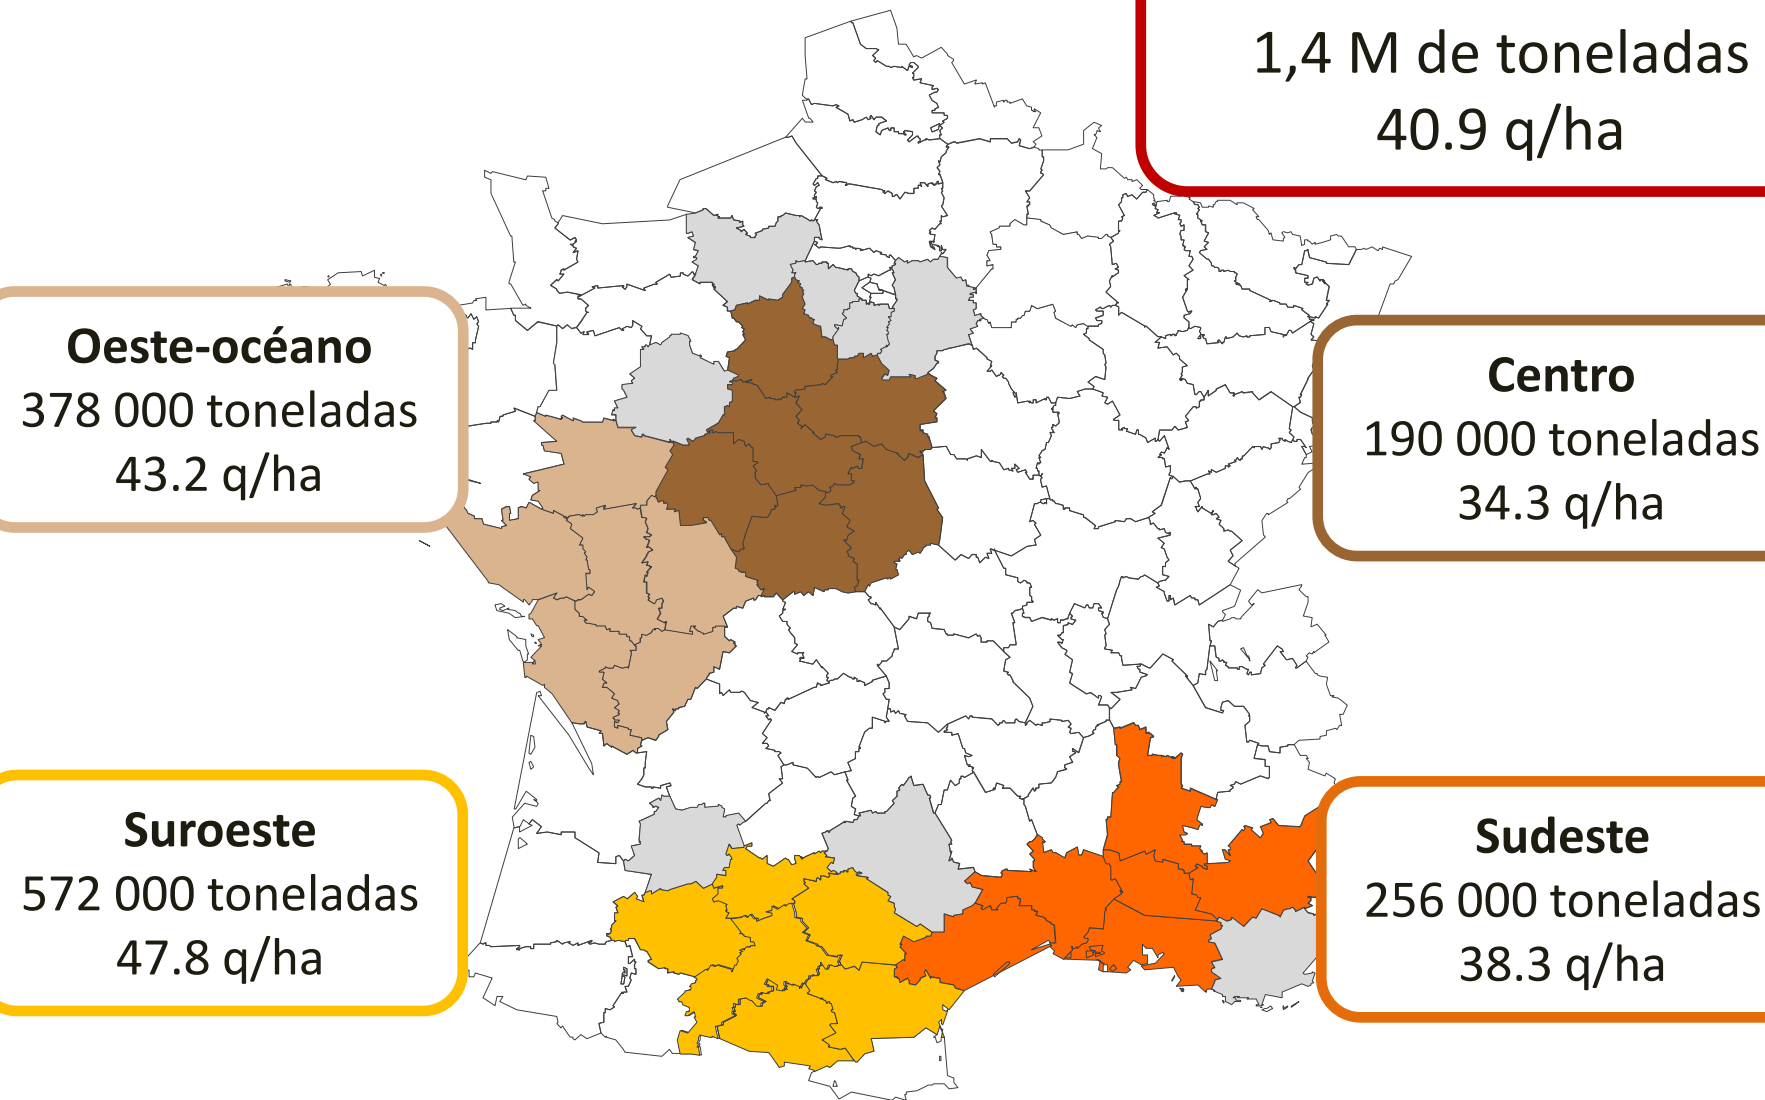 1,4 M de toneladas
40.9 q/ha
Oeste-océano
378 000 toneladas
43.2 q/ha
Centro
190 000 toneladas
34.3 q/ha
Suroeste
572 000 toneladas
47.8 q/ha
Sudeste
256 000 toneladas
38.3 q/ha